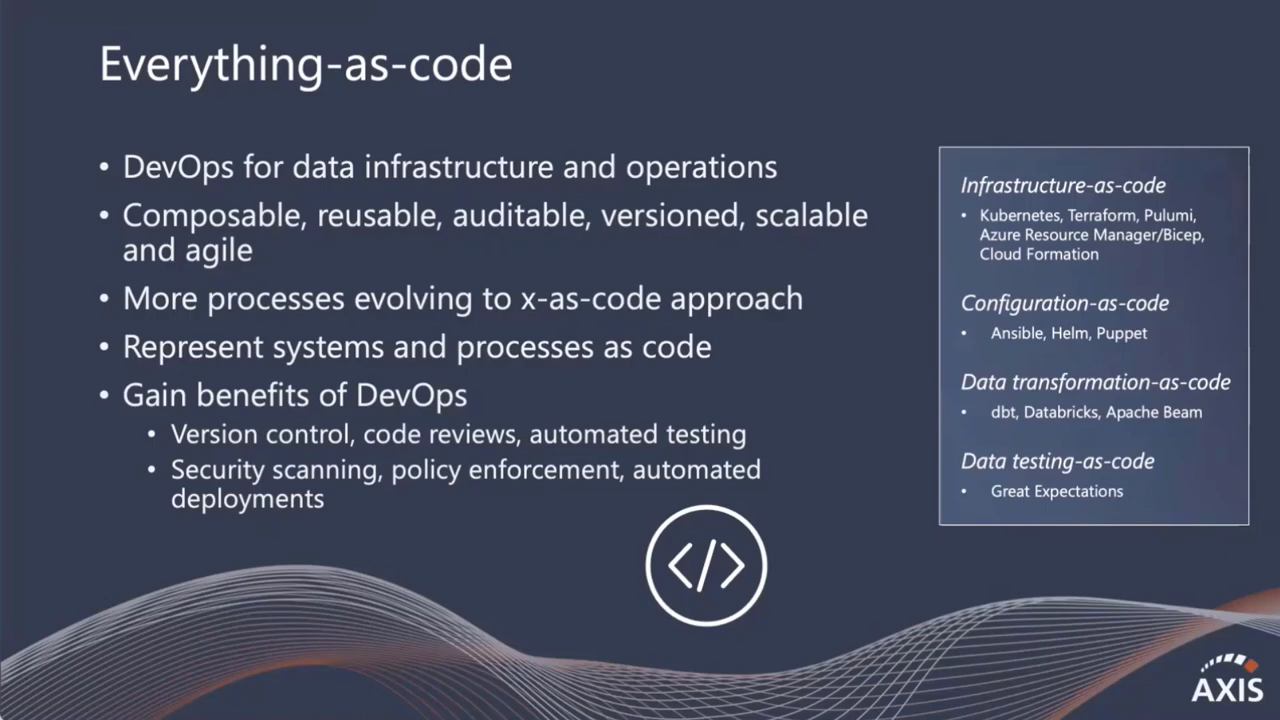 Everything-as-code
• DevOps for data infrastructure and operations
• Composable, reusable, auditable, versioned, scalable
and agile
• More processes evolving to x-as-code approach
• Represent systems and processes as code
• Gain benefits of DevOps
• Version control, code reviews, automated testing
• Security scanning, policy enforcement, automated
deployments
</>
Infrastructure-as-code
• Kubernetes, Terraform, Pulumi,
Azure Resource Manager/Bicep,
Cloud Formation
Configuration-as-code
• Ansible, Helm, Puppet
Data transformation-as-code
• dbt, Databricks, Apache Beam
Data testing-as-code
• Great Expectations
AXIS